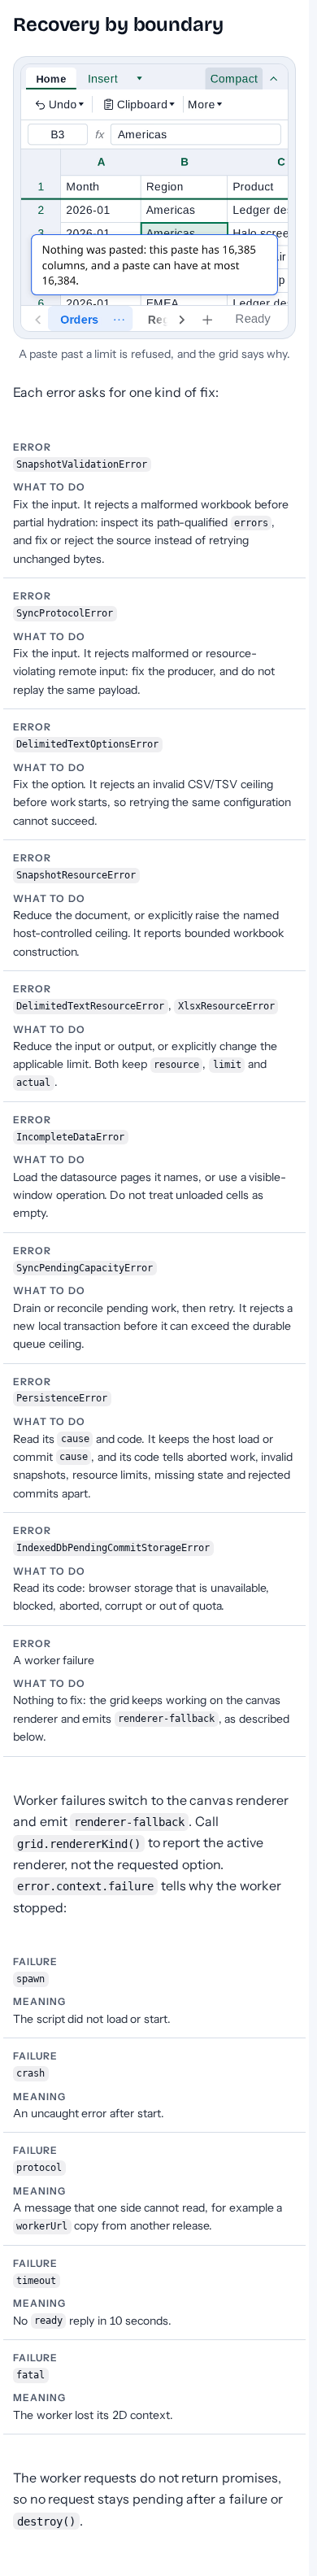 Recovery by boundary
Home Insert Compact
Undo Clipboard More
B3 fx Americas
A B C
1 Month Region Product
2 2026-01 Americas Ledger
3 2026-01 Americas
Nothing was pasted: this paste has 16,385
columns, and a paste can have at most
16,384.
6 2026-01 EMEA Ledger
Orders ··· Ready
A paste past a limit is refused, and the grid says why.
Each error asks for one kind of fix:
ERROR
SnapshotValidationError
WHAT TO DO
Fix the input. It rejects a malformed workbook before
partial hydration: inspect its path-qualified errors,
and fix or reject the source instead of retrying
unchanged bytes.
ERROR
SyncProtocolError
WHAT TO DO
Fix the input. It rejects malformed or resource-
violating remote input: fix the producer, and do not
replay the same payload.
ERROR
DelimitedTextOptionsError
WHAT TO DO
Fix the option. It rejects an invalid CSV/TSV ceiling
before work starts, so retrying the same configuration
cannot succeed.
ERROR
SnapshotResourceError
WHAT TO DO
Reduce the document, or explicitly raise the named
host-controlled ceiling. It reports bounded workbook
construction.
ERROR
DelimitedTextResourceError, XlsxResourceError
WHAT TO DO
Reduce the input or output, or explicitly change the
applicable limit. Both keep resource, limit and
actual.
ERROR
IncompleteDataError
WHAT TO DO
Load the datasource pages it names, or use a visible-
window operation. Do not treat unloaded cells as
empty.
ERROR
SyncPendingCapacityError
WHAT TO DO
Drain or reconcile pending work, then retry. It rejects a
new local transaction before it can exceed the durable
queue ceiling.
ERROR
PersistenceError
WHAT TO DO
Read its cause and code. It keeps the host load or
commit cause, and its code tells aborted work, invalid
snapshots, resource limits, missing state and rejected
commits apart.
ERROR
IndexedDbPendingCommitStorageError
WHAT TO DO
Read its code: browser storage that is unavailable,
blocked, aborted, corrupt or out of quota.
ERROR
A worker failure
WHAT TO DO
Nothing to fix: the grid keeps working on the canvas
renderer and emits renderer-fallback, as described
below.
Worker failures switch to the canvas renderer
and emit renderer-fallback. Call
grid.rendererKind() to report the active
renderer, not the requested option.
error.context.failure tells why the worker
stopped:
FAILURE
spawn
MEANING
The script did not load or start.
FAILURE
crash
MEANING
An uncaught error after start.
FAILURE
protocol
MEANING
A message that one side cannot read, for example a
workerUrl copy from another release.
FAILURE
timeout
MEANING
No ready reply in 10 seconds.
FAILURE
fatal
MEANING
The worker lost its 2D context.
The worker requests do not return promises,
so no request stays pending after a failure or
destroy().